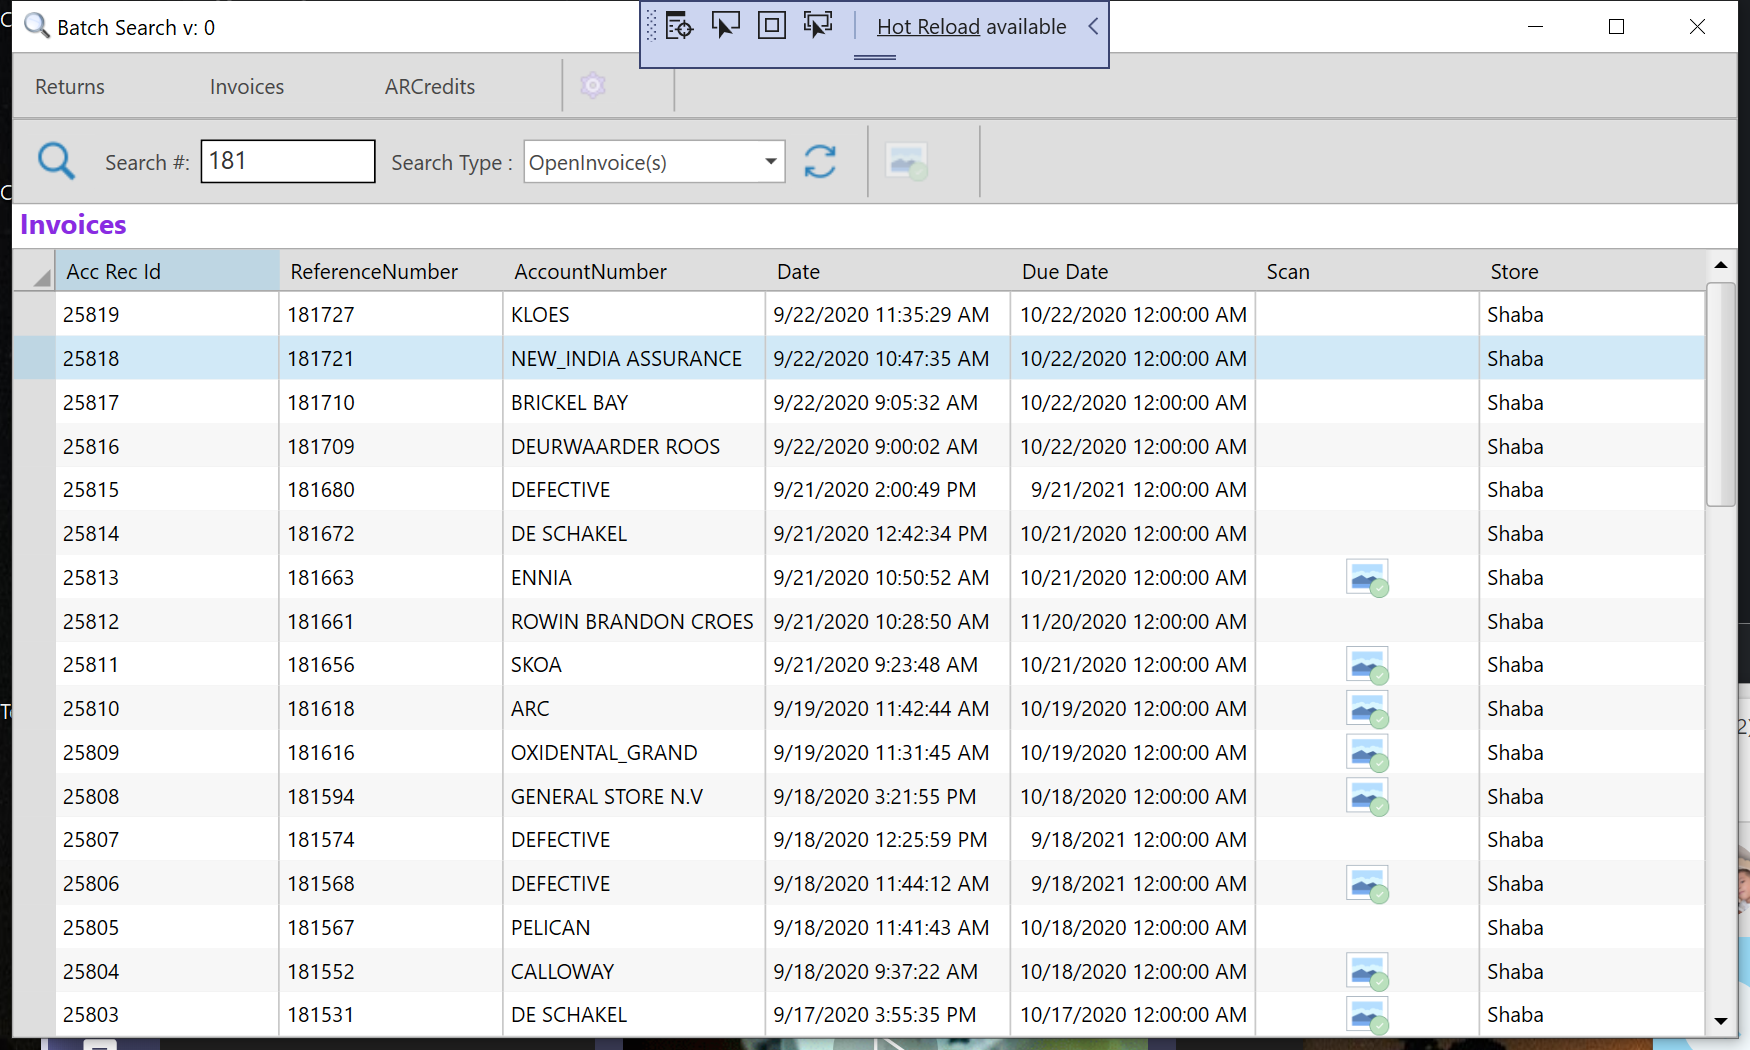 Batch Search v: 0
Hot Reload available
Returns Invoices ARCredits
Search #: 181 Search Type : OpenInvoice(s)
Invoices
Acc Rec Id ReferenceNumber AccountNumber Date Due Date Scan Store
25819 181727 KLOES 9/22/2020 11:35:29 AM 10/22/2020 12:00:00 AM Shaba
25818 181721 NEW_INDIA ASSURANCE 9/22/2020 10:47:35 AM 10/22/2020 12:00:00 AM Shaba
25817 181710 BRICKEL BAY 9/22/2020 9:05:32 AM 10/22/2020 12:00:00 AM Shaba
25816 181709 DEURWAARDER ROOS 9/22/2020 9:00:02 AM 10/22/2020 12:00:00 AM Shaba
25815 181680 DEFECTIVE 9/21/2020 2:00:49 PM 9/21/2021 12:00:00 AM Shaba
25814 181672 DE SCHAKEL 9/21/2020 12:42:34 PM 10/21/2020 12:00:00 AM Shaba
25813 181663 ENNIA 9/21/2020 10:50:52 AM 10/21/2020 12:00:00 AM Shaba
25812 181661 ROWIN BRANDON CROES 9/21/2020 10:28:50 AM 11/20/2020 12:00:00 AM Shaba
25811 181656 SKOA 9/21/2020 9:23:48 AM 10/21/2020 12:00:00 AM Shaba
25810 181618 ARC 9/19/2020 11:42:44 AM 10/19/2020 12:00:00 AM Shaba
25809 181616 OXIDENTAL_GRAND 9/19/2020 11:31:45 AM 10/19/2020 12:00:00 AM Shaba
25808 181594 GENERAL STORE N.V 9/18/2020 3:21:55 PM 10/18/2020 12:00:00 AM Shaba
25807 181574 DEFECTIVE 9/18/2020 12:25:59 PM 9/18/2021 12:00:00 AM Shaba
25806 181568 DEFECTIVE 9/18/2020 11:44:12 AM 9/18/2021 12:00:00 AM Shaba
25805 181567 PELICAN 9/18/2020 11:41:43 AM 10/18/2020 12:00:00 AM Shaba
25804 181552 CALLOWAY 9/18/2020 9:37:22 AM 10/18/2020 12:00:00 AM Shaba
25803 181531 DE SCHAKEL 9/17/2020 3:55:35 PM 10/17/2020 12:00:00 AM Shaba